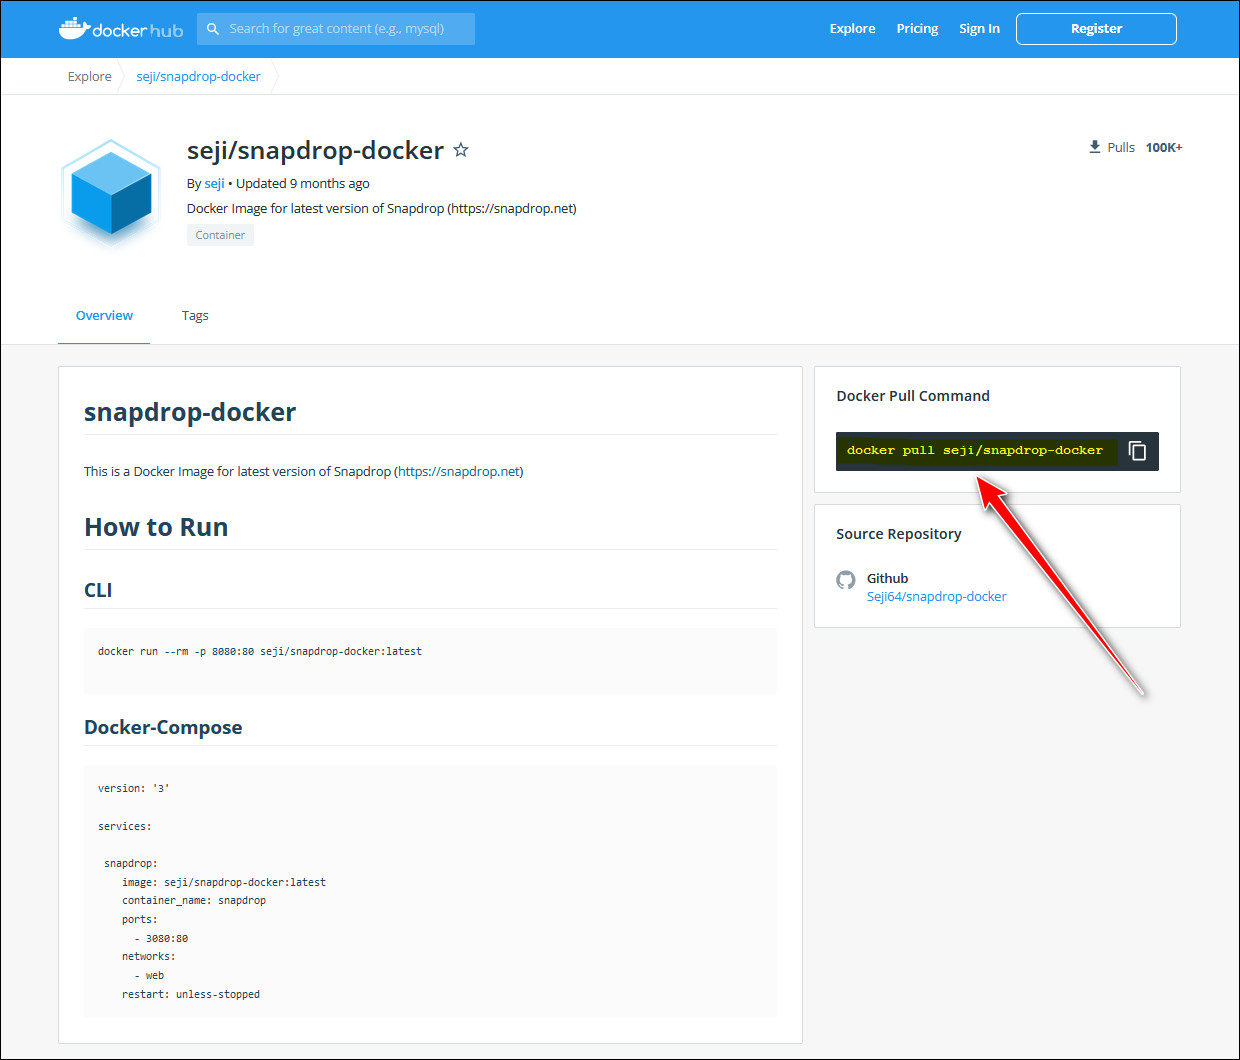 docker hub
Search for great content (e.g., mysql)
Explore
Pricing
Sign In
Register
Explore
seji/snapdrop-docker
seji/snapdrop-docker
Pulls 100K+
By seji • Updated 9 months ago
Docker Image for latest version of Snapdrop (https://snapdrop.net)
Container
Overview
Tags
snapdrop-docker
This is a Docker Image for latest version of Snapdrop (https://snapdrop.net)
How to Run
CLI
docker run --rm -p 8080:80 seji/snapdrop-docker:latest
Docker-Compose
version: '3'
services:
snapdrop:
image: seji/snapdrop-docker:latest
container_name: snapdrop
ports:
- 3080:80
networks:
- web
restart: unless-stopped
Docker Pull Command
docker pull seji/snapdrop-docker
Source Repository
Github
Seji64/snapdrop-docker